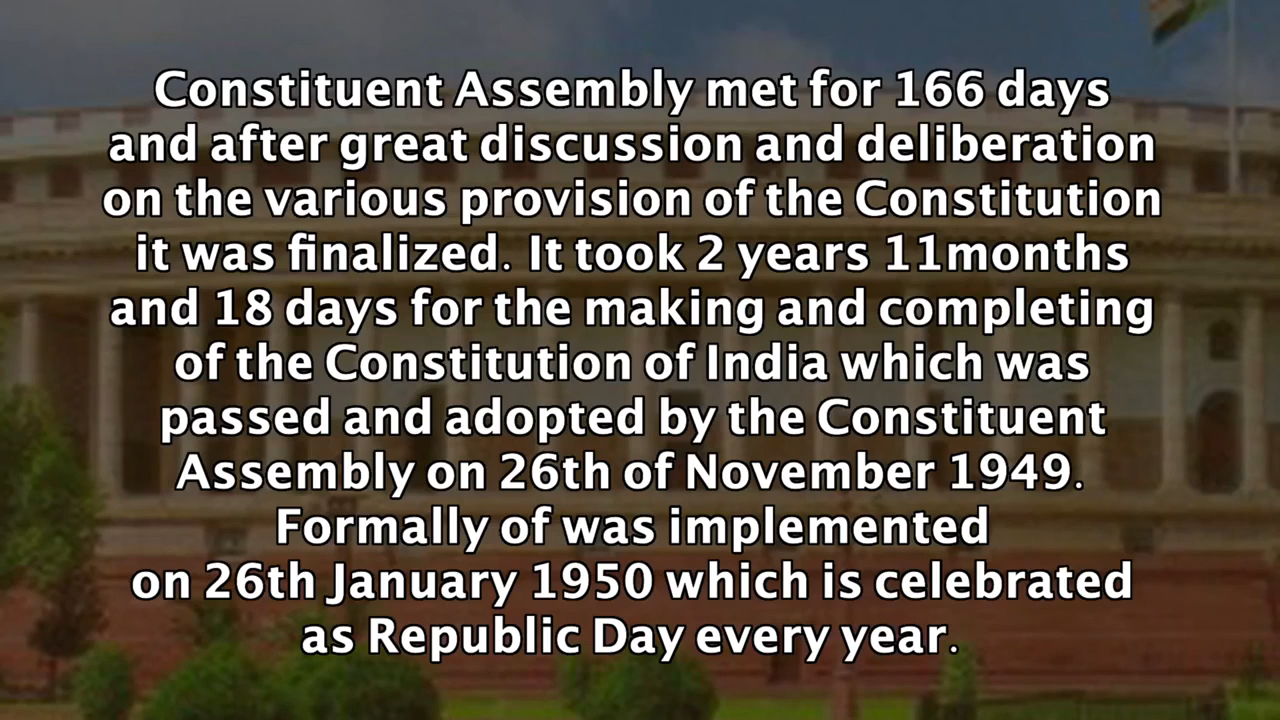 Constituent Assembly met for 166 days
and after great discussion and deliberation
on the various provision of the Constitution
it was finalized. It took 2 years 11months
and 18 days for the making and completing
of the Constitution of India which was
passed and adopted by the Constituent
Assembly on 26th of November 1949.
Formally of was implemented
on 26th January 1950 which is celebrated
as Republic Day every year.